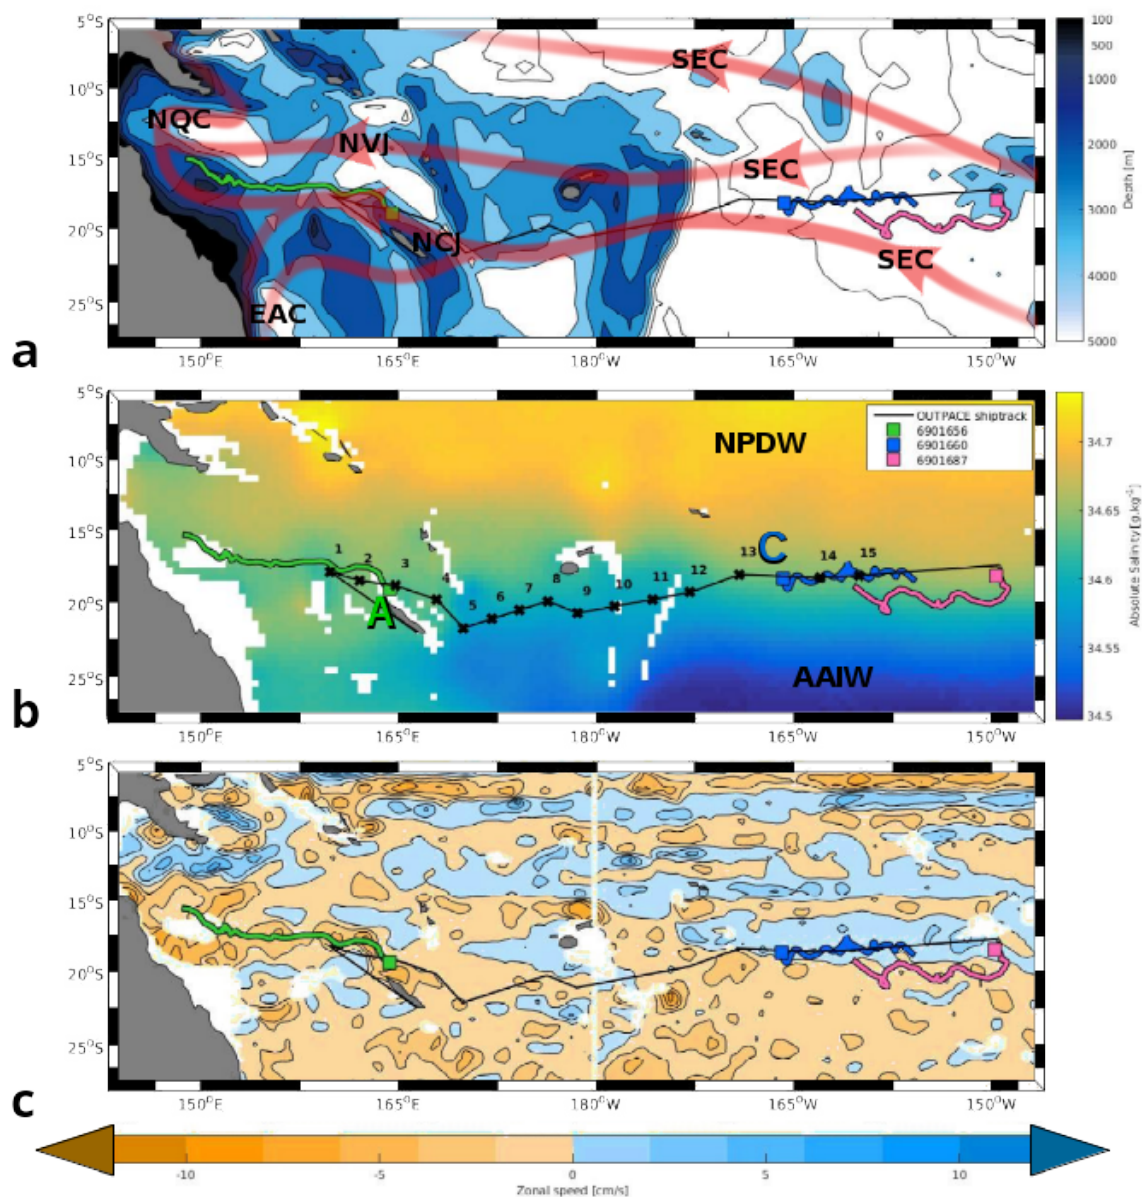 5°S
10°S
15°S
20°S
25°S
SEC
NQC
NVJ
SEC
NCJ
SEC
EAC
150°E
165°E
180°W
165°W
150°W
100
500
1000
2000
3000
4000
5000
Depth [m]
a
5°S
10°S
15°S
20°S
25°S
OUTPACE shiptrack
6901656
6901660
6901687
NPDW
C
1
2
3
4
5
6
7
8
9
10
11
12
13
14
15
A
AAIW
150°E
165°E
180°W
165°W
150°W
34.7
34.65
34.6
34.55
34.5
Absolute Salinity [g.kg⁻¹]
b
5°S
10°S
15°S
20°S
25°S
150°E
165°E
180°W
165°W
150°W
c
-10
-5
0
5
10
Zonal speed [cm/s]